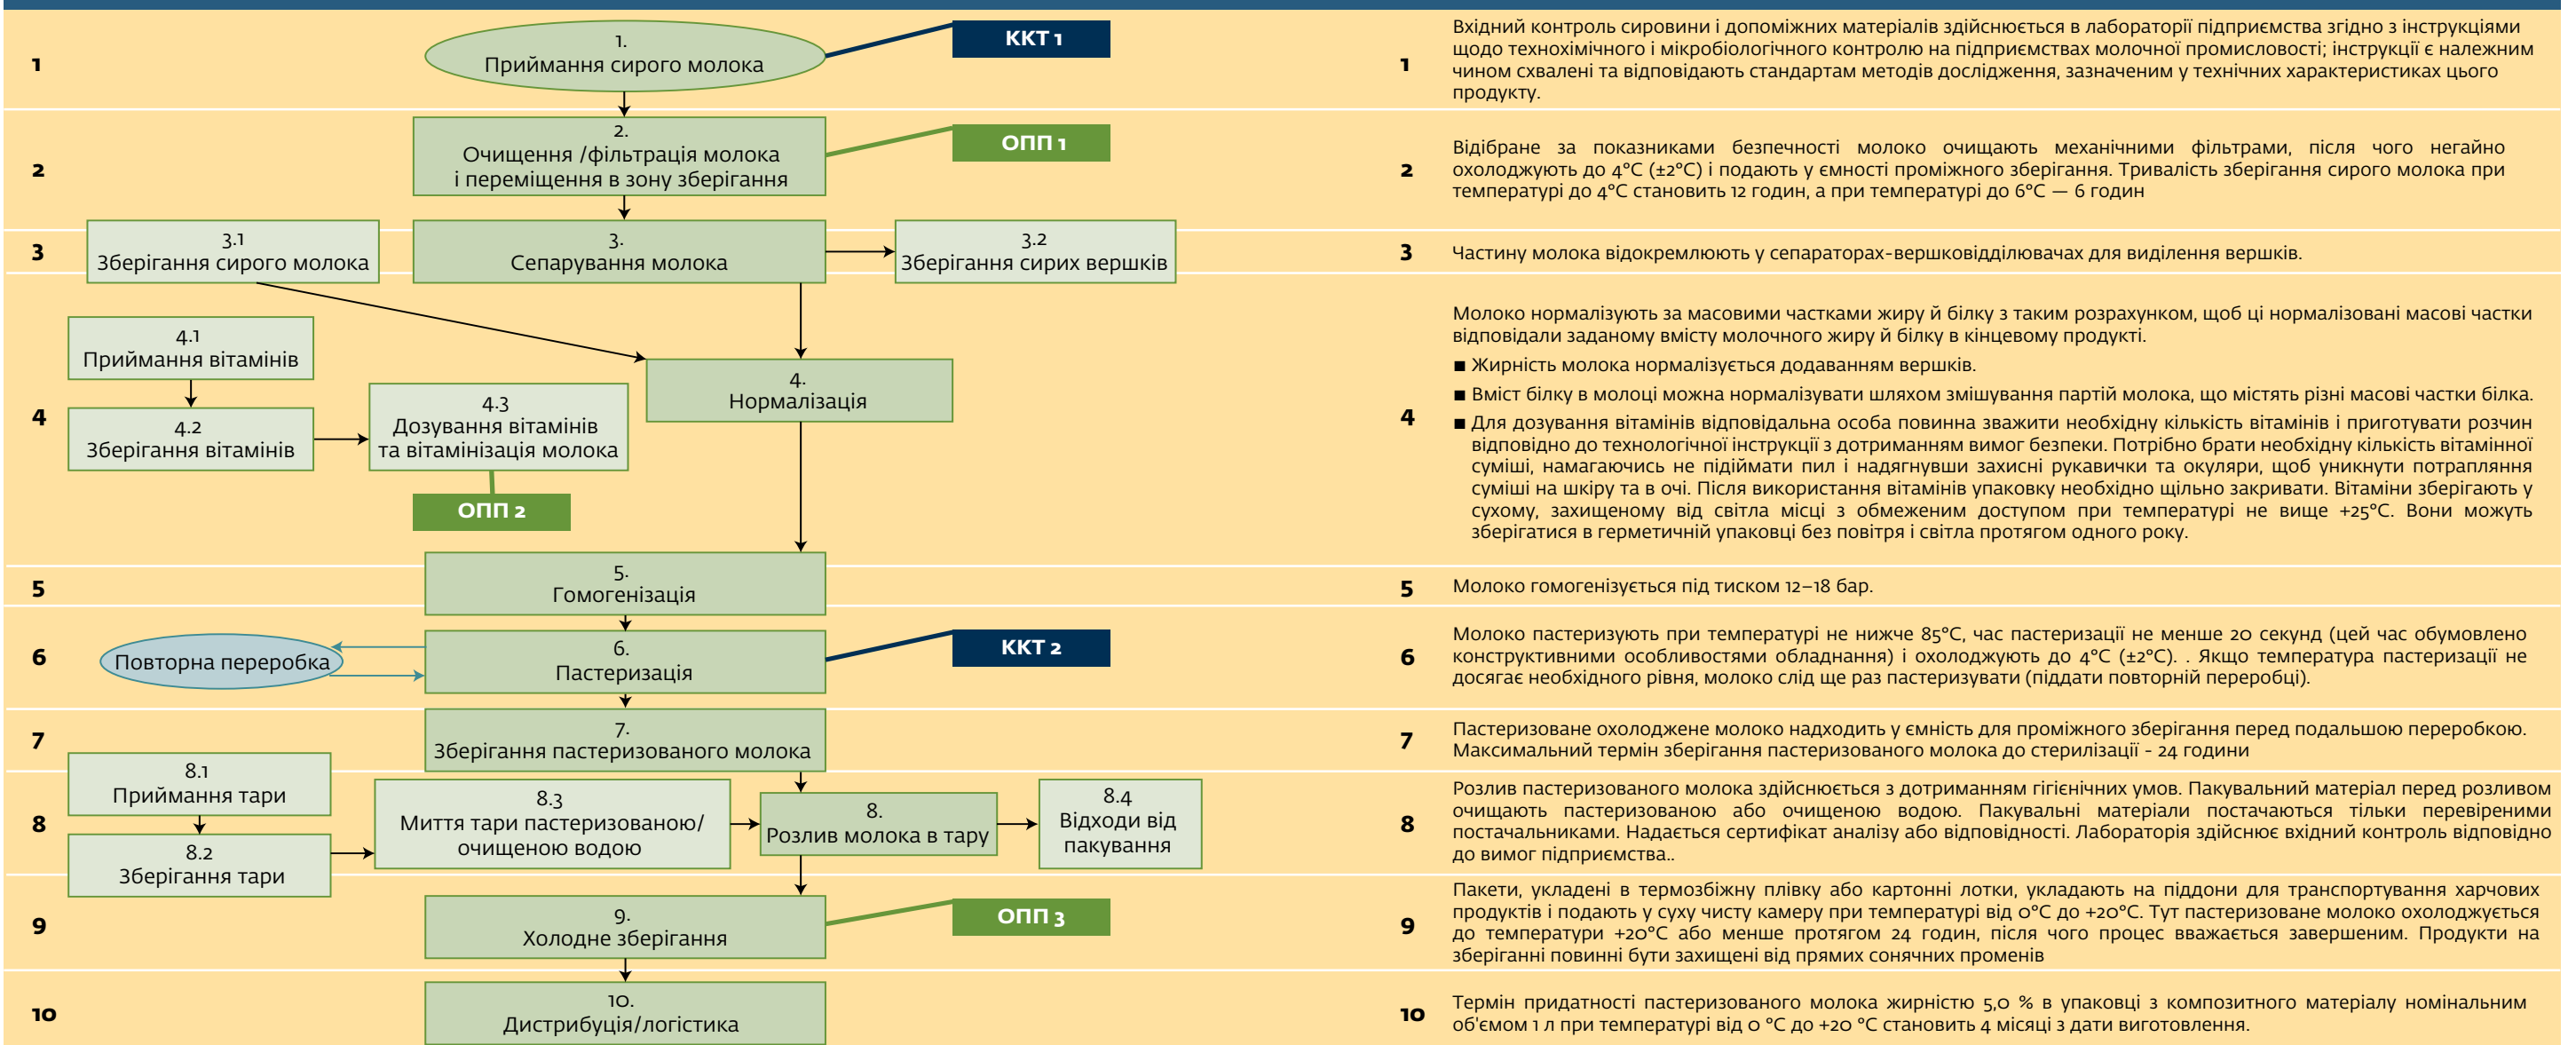 1
1.
Приймання сирого молока
ККТ 1
1
Вхідний контроль сировини і допоміжних матеріалів здійснюється в лабораторії підприємства згідно з інструкціями
щодо технохімічного і мікробіологічного контролю на підприємствах молочної промисловості; інструкції є належним
чином схвалені та відповідають стандартам методів дослідження, зазначеним у технічних характеристиках цього
продукту.
2
2.
Очищення /фільтрація молока
і переміщення в зону зберігання
ОПП 1
2
Відібране за показниками безпечності молоко очищають механічними фільтрами, після чого негайно
охолоджують до 4°C (±2°C) і подають у ємності проміжного зберігання. Тривалість зберігання сирого молока при
температурі до 4°C становить 12 годин, а при температурі до 6°C — 6 годин
3
3.1
Зберігання сирого молока
3.
Сепарування молока
3.2
Зберігання сирих вершків
3
Частину молока відокремлюють у сепараторах-вершковідділювачах для виділення вершків.
4
4.1
Приймання вітамінів
4.2
Зберігання вітамінів
4.3
Дозування вітамінів
та вітамінізація молока
ОПП 2
4.
Нормалізація
4
Молоко нормалізують за масовими частками жиру й білку з таким розрахунком, щоб ці нормалізовані масові частки
відповідали заданому вмісту молочного жиру й білку в кінцевому продукті.
■ Жирність молока нормалізується додаванням вершків.
■ Вміст білку в молоці можна нормалізувати шляхом змішування партій молока, що містять різні масові частки білка.
■ Для дозування вітамінів відповідальна особа повинна зважити необхідну кількість вітамінів і приготувати розчин
відповідно до технологічної інструкції з дотриманням вимог безпеки. Потрібно брати необхідну кількість вітамінної
суміші, намагаючись не підіймати пил і надягнувши захисні рукавички та окуляри, щоб уникнути потрапляння
суміші на шкіру та в очі. Після використання вітамінів упаковку необхідно щільно закривати. Вітаміни зберігають у
сухому, захищеному від світла місці з обмеженим доступом при температурі не вище +25°C. Вони можуть
зберігатися в герметичній упаковці без повітря і світла протягом одного року.
5
5.
Гомогенізація
5
Молоко гомогенізується під тиском 12–18 бар.
6
Повторна переробка
6.
Пастеризація
ККТ 2
6
Молоко пастеризують при температурі не нижче 85°C, час пастеризації не менше 20 секунд (цей час обумовлено
конструктивними особливостями обладнання) і охолоджують до 4°C (±2°C). . Якщо температура пастеризації не
досягає необхідного рівня, молоко слід ще раз пастеризувати (піддати повторній переробці).
7
7.
Зберігання пастеризованого молока
7
Пастеризоване охолоджене молоко надходить у ємність для проміжного зберігання перед подальшою переробкою.
Максимальний термін зберігання пастеризованого молока до стерилізації - 24 години
8
8.1
Приймання тари
8.2
Зберігання тари
8.3
Миття тари пастеризованою/
очищеною водою
8.
Розлив молока в тару
8.4
Відходи від
пакування
8
Розлив пастеризованого молока здійснюється з дотриманням гігієнічних умов. Пакувальний матеріал перед розливом
очищають пастеризованою або очищеною водою. Пакувальні матеріали постачаються тільки перевіреними
постачальниками. Надається сертифікат аналізу або відповідності. Лабораторія здійснює вхідний контроль відповідно
до вимог підприємства..
9
9.
Холодне зберігання
ОПП 3
9
Пакети, укладені в термозбіжну плівку або картонні лотки, укладають на піддони для транспортування харчових
продуктів і подають у суху чисту камеру при температурі від 0°C до +20°C. Тут пастеризоване молоко охолоджується
до температури +20°C або менше протягом 24 годин, після чого процес вважається завершеним. Продукти на
зберіганні повинні бути захищені від прямих сонячних променів
10
10.
Дистрибуція/логістика
10
Термін придатності пастеризованого молока жирністю 5,0 % в упаковці з композитного матеріалу номінальним
об'ємом 1 л при температурі від 0 °C до +20 °C становить 4 місяці з дати виготовлення.